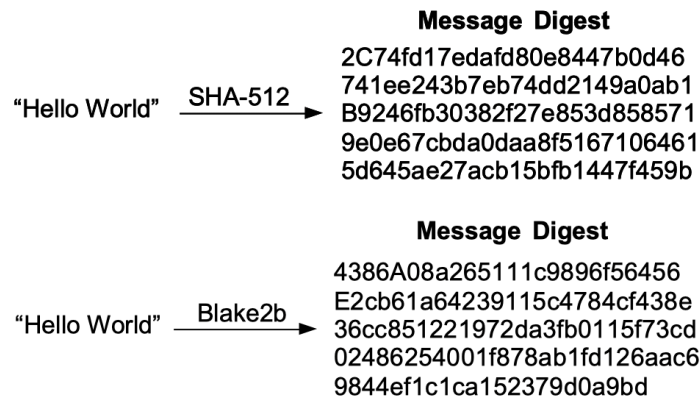 Message Digest
2C74fd17edafd80e8447b0d46
741ee243b7eb74dd2149a0ab1
“Hello World” SHA-512 B9246fb30382f27e853d858571
9e0e67cbda0daa8f5167106461
5d645ae27acb15bfb1447f459b
Message Digest
4386A08a265111c9896f56456
E2cb61a64239115c4784cf438e
“Hello World” Blake2b 36cc851221972da3fb0115f73cd
02486254001f878ab1fd126aac6
9844ef1c1ca152379d0a9bd